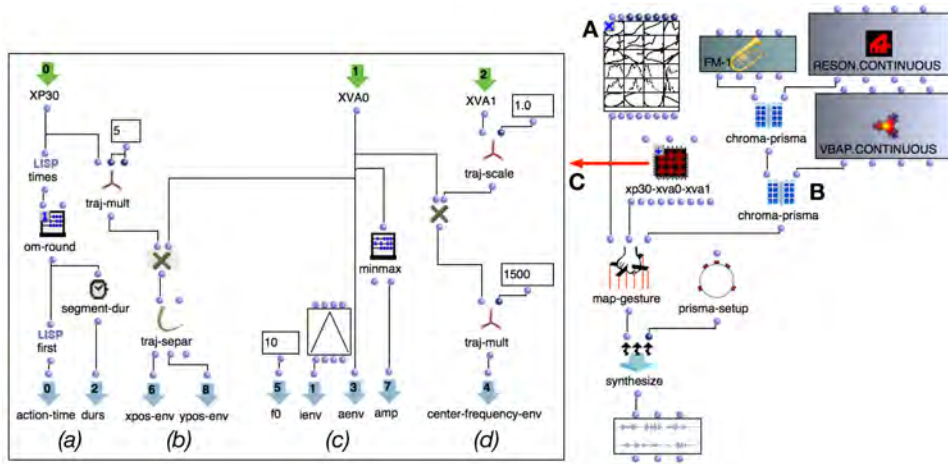 0
XP30
5
LISP
times
traj-mult
om-round
segment-dur
LISP
first
0
action-time
2
durs
(a)
traj-separ
6
xpos-env
8
ypos-env
(b)
1
XVA0
minmax
10
5
f0
1
ienv
3
aenv
7
amp
(c)
2
XVA1
1.0
traj-scale
1500
traj-mult
4
center-frequency-env
(d)
A
FM-1
RESON.CONTINUOUS
chroma-prisma
VBAP.CONTINUOUS
C
xp30-xva0-xva1
B
chroma-prisma
map-gesture
prisma-setup
synthesize